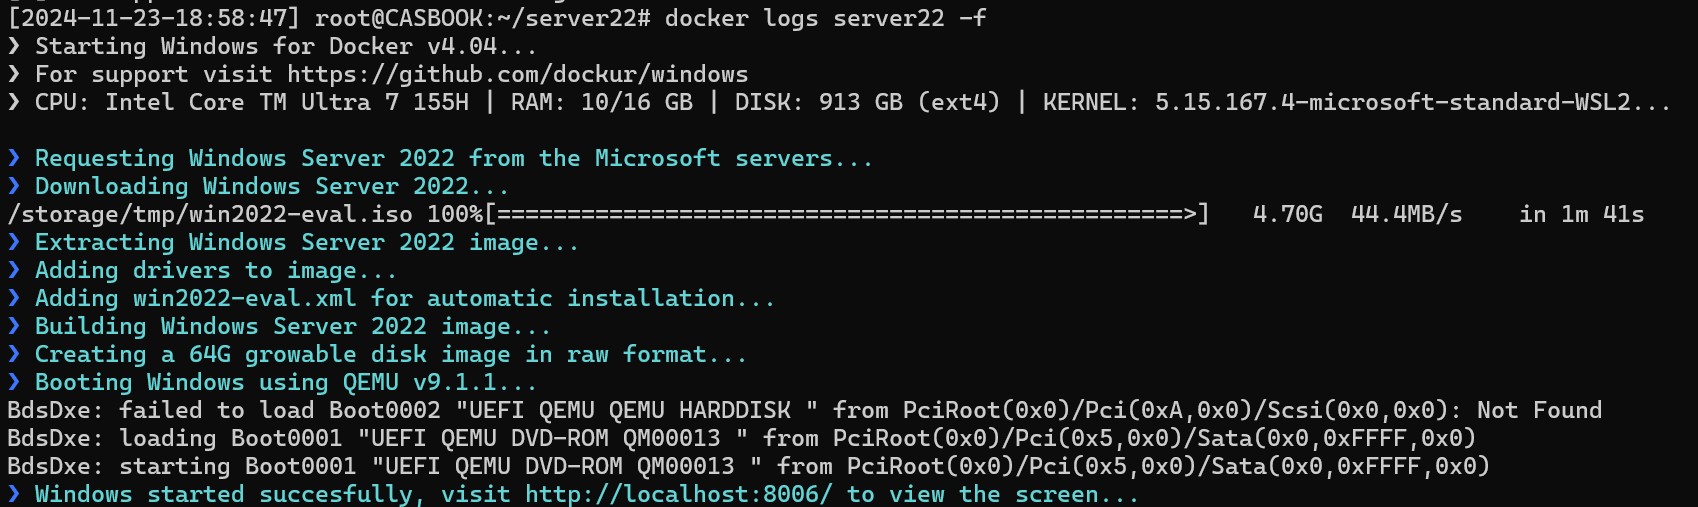 [2024-11-23-18:58:47] root@CASBOOK:~/server22# docker logs server22 -f
❯ Starting Windows for Docker v4.04...
❯ For support visit https://github.com/dockur/windows
❯ CPU: Intel Core TM Ultra 7 155H | RAM: 10/16 GB | DISK: 913 GB (ext4) | KERNEL: 5.15.167.4-microsoft-standard-WSL2...
❯ Requesting Windows Server 2022 from the Microsoft servers...
❯ Downloading Windows Server 2022...
/storage/tmp/win2022-eval.iso 100%[=================================================>]   4.70G  44.4MB/s    in 1m 41s
❯ Extracting Windows Server 2022 image...
❯ Adding drivers to image...
❯ Adding win2022-eval.xml for automatic installation...
❯ Building Windows Server 2022 image...
❯ Creating a 64G growable disk image in raw format...
❯ Booting Windows using QEMU v9.1.1...
BdsDxe: failed to load Boot0002 "UEFI QEMU QEMU HARDDISK " from PciRoot(0x0)/Pci(0xA,0x0)/Scsi(0x0,0x0): Not Found
BdsDxe: loading Boot0001 "UEFI QEMU DVD-ROM QM00013 " from PciRoot(0x0)/Pci(0x5,0x0)/Sata(0x0,0xFFFF,0x0)
BdsDxe: starting Boot0001 "UEFI QEMU DVD-ROM QM00013 " from PciRoot(0x0)/Pci(0x5,0x0)/Sata(0x0,0xFFFF,0x0)
❯ Windows started succesfully, visit http://localhost:8006/ to view the screen...